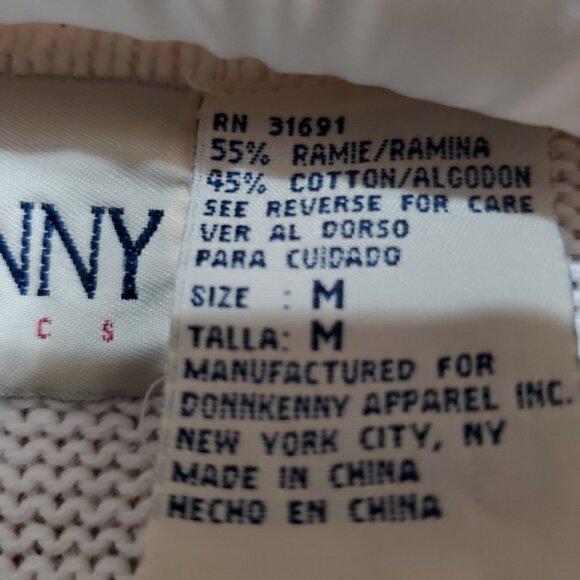 NNY
C S
RN 31691
55% RAMIE/RAMINA
45% COTTON/ALGODON
SEE REVERSE FOR CARE
VER AL DORSO
PARA CUIDADO
SIZE : M
TALLA: M
MANUFACTURED FOR
DONNKENNY APPAREL INC.
NEW YORK CITY, NY
MADE IN CHINA
HECHO EN CHINA